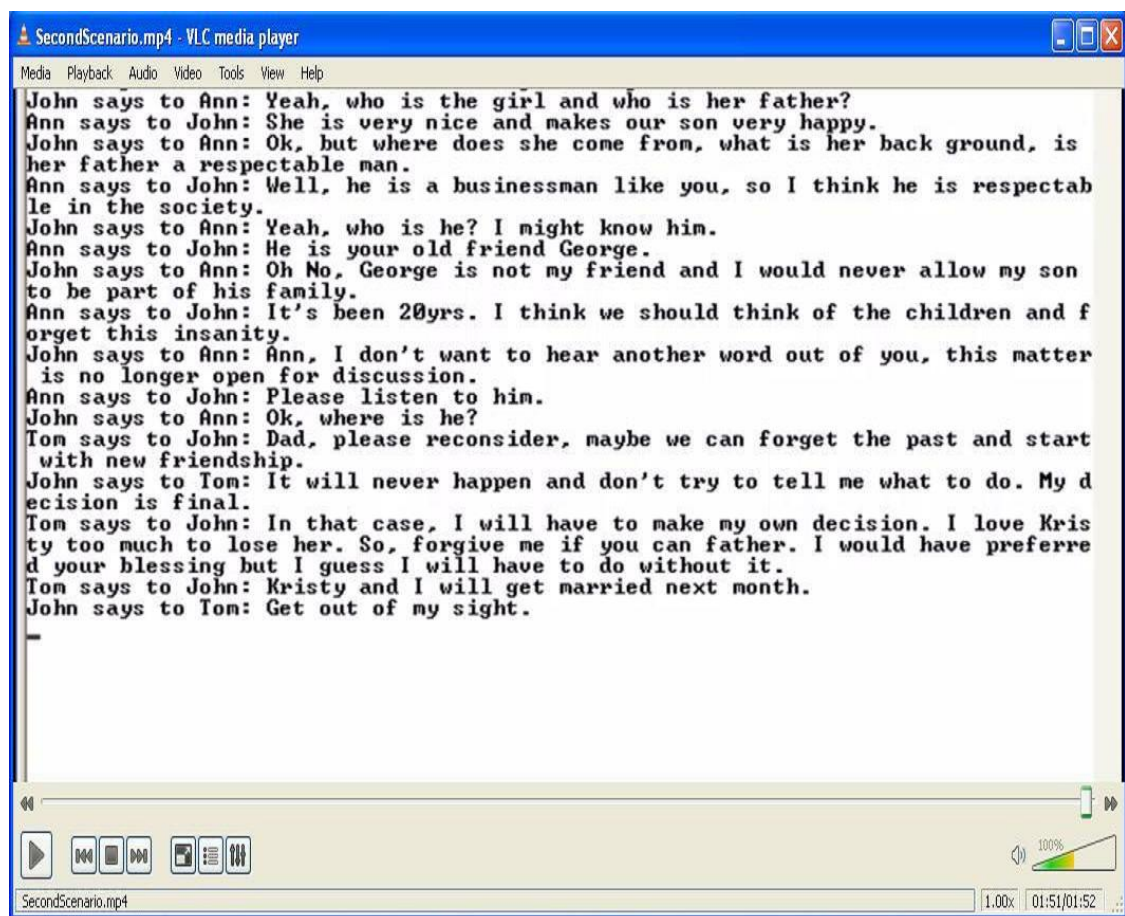 SecondScenario.mp4 - VLC media player
Media Playback Audio Video Tools View Help
John says to Ann: Yeah, who is the girl and who is her father?
Ann says to John: She is very nice and makes our son very happy.
John says to Ann: Ok, but where does she come from, what is her back ground, is
her father a respectable man.
Ann says to John: Well, he is a businessman like you, so I think he is respectab
le in the society.
John says to Ann: Yeah, who is he? I might know him.
Ann says to John: He is your old friend George.
John says to Ann: Oh No, George is not my friend and I would never allow my son
to be part of his family.
Ann says to John: It's been 20yrs. I think we should think of the children and f
orget this insanity.
John says to Ann: Ann, I don't want to hear another word out of you, this matter
is no longer open for discussion.
Ann says to John: Please listen to him.
John says to Ann: Ok, where is he?
Tom says to John: Dad, please reconsider, maybe we can forget the past and start
with new friendship.
John says to Tom: It will never happen and don't try to tell me what to do. My d
ecision is final.
Tom says to John: In that case, I will have to make my own decision. I love Kris
ty too much to lose her. So, forgive me if you can father. I would have preferre
d your blessing but I guess I will have to do without it.
Tom says to John: Kristy and I will get married next month.
John says to Tom: Get out of my sight.
100%
SecondScenario.mp4 1.00x 01:51/01:52